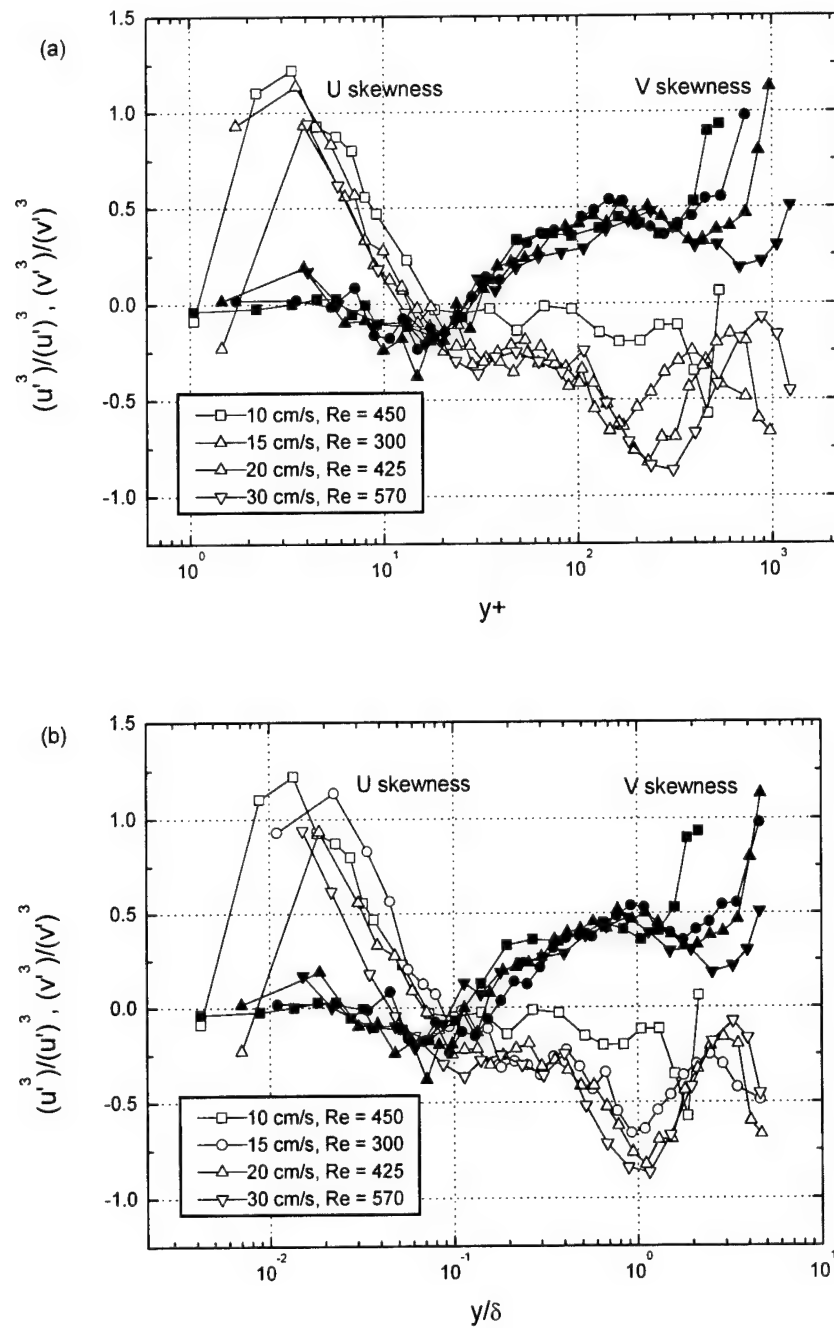 (a)
U skewness
V skewness
1.5
1.0
0.5
0.0
-0.5
-1.0
(u'³)/(u')³, (v'³)/(v')³
10 cm/s, Re = 450
15 cm/s, Re = 300
20 cm/s, Re = 425
30 cm/s, Re = 570
10⁰ 10¹ 10² 10³
y+
(b)
U skewness
V skewness
1.5
1.0
0.5
0.0
-0.5
-1.0
(u'³)/(u')³, (v'³)/(v')³
10 cm/s, Re = 450
15 cm/s, Re = 300
20 cm/s, Re = 425
30 cm/s, Re = 570
10⁻² 10⁻¹ 10⁰ 10¹
y/δ